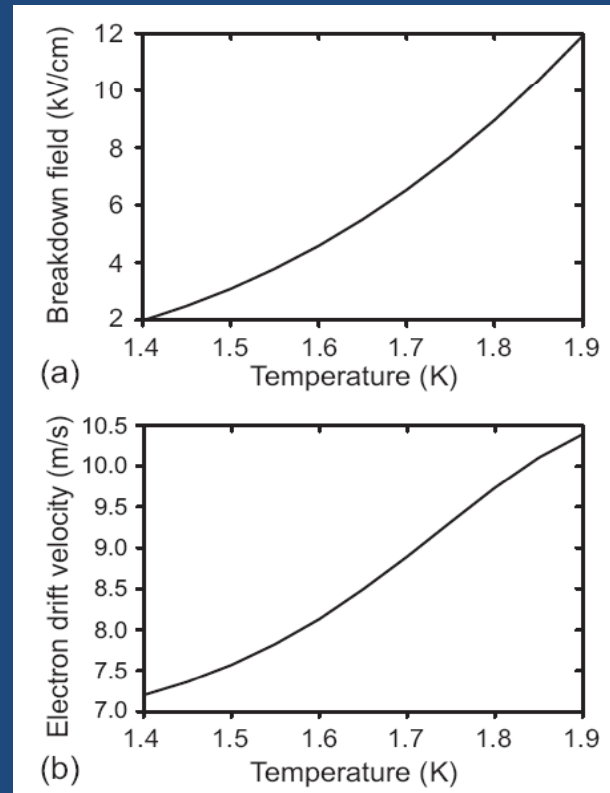 Breakdown field (kV/cm)
12
10
8
6
4
2
1.4 1.5 1.6 1.7 1.8 1.9
(a) Temperature (K)
Electron drift velocity (m/s)
10.5
10.0
9.5
9.0
8.5
8.0
7.5
7.0
1.4 1.5 1.6 1.7 1.8 1.9
(b) Temperature (K)